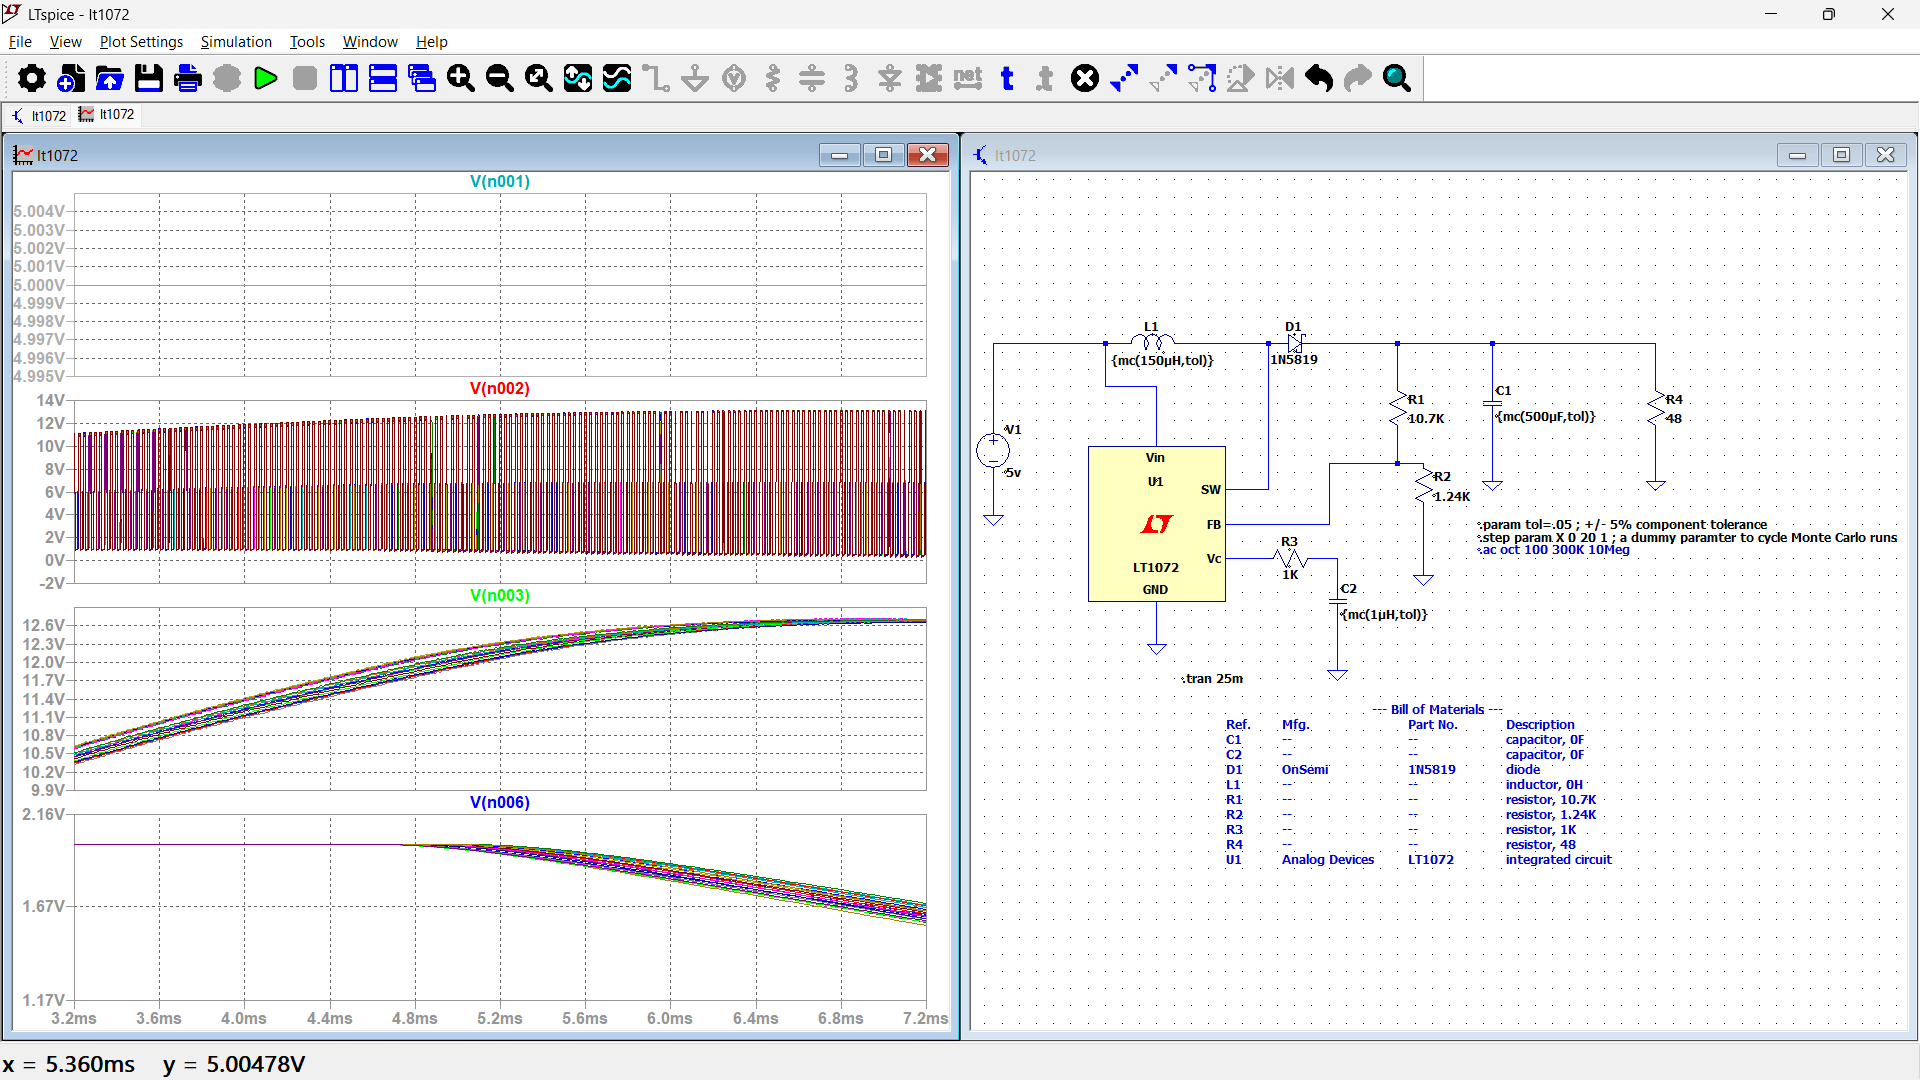 LTspice - lt1072
File View Plot Settings Simulation Tools Window Help
net t .t
lt1072 lt1072
lt1072
V(n001)
5.004V
5.003V
5.002V
5.001V
5.000V
4.999V
4.998V
4.997V
4.996V
4.995V
V(n002)
14V
12V
10V
8V
6V
4V
2V
0V
-2V
V(n003)
12.6V
12.3V
12.0V
11.7V
11.4V
11.1V
10.8V
10.5V
10.2V
9.9V
V(n006)
2.16V
1.67V
1.17V
3.2ms 3.6ms 4.0ms 4.4ms 4.8ms 5.2ms 5.6ms 6.0ms 6.4ms 6.8ms 7.2ms
lt1072
L1
{mc(150µH,tol)}
D1
1N5819
V1
5v
R1
10.7K
C1
{mc(500µF,tol)}
R4
48
R2
1.24K
Vin
U1
SW
FB
Vc
LT1072
GND
R3
1K
C2
{mc(1µH,tol)}
.param tol=.05 ; +/- 5% component tolerance
.step param X 0 20 1 ; a dummy paramter to cycle Monte Carlo runs
.ac oct 100 300K 10Meg
.tran 25m
--- Bill of Materials ---
Ref. Mfg. Part No. Description
C1 -- -- capacitor, 0F
C2 -- -- capacitor, 0F
D1 OnSemi 1N5819 diode
L1 -- -- inductor, 0H
R1 -- -- resistor, 10.7K
R2 -- -- resistor, 1.24K
R3 -- -- resistor, 1K
R4 -- -- resistor, 48
U1 Analog Devices LT1072 integrated circuit
x = 5.360ms y = 5.00478V